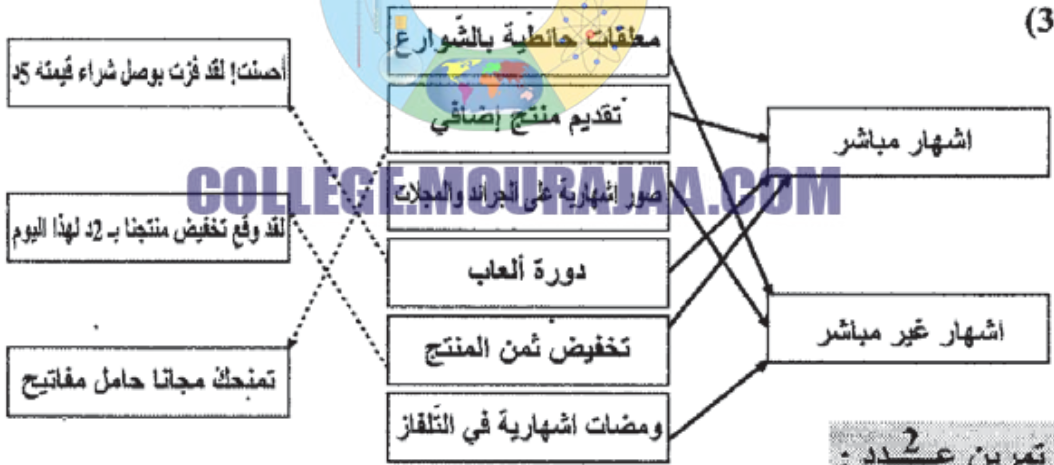 3)
معلقات حائطية بالشوارع
تقديم منتج إضافي
صور إشهارية على الجرائد والمجلات
دورة ألعاب
تخفيض ثمن المنتج
ومضات اشهارية في التلفاز
اشهار مباشر
اشهار غير مباشر
أحسنت! لقد فزت بوصل شراء قيمته 5د
لقد وقع تخفيض منتجنا بـ 2د لهذا اليوم
تمنحك مجانا حامل مفاتيح
COLLEGE.MOURAJAA.COM
تمرين عــدد 2 :